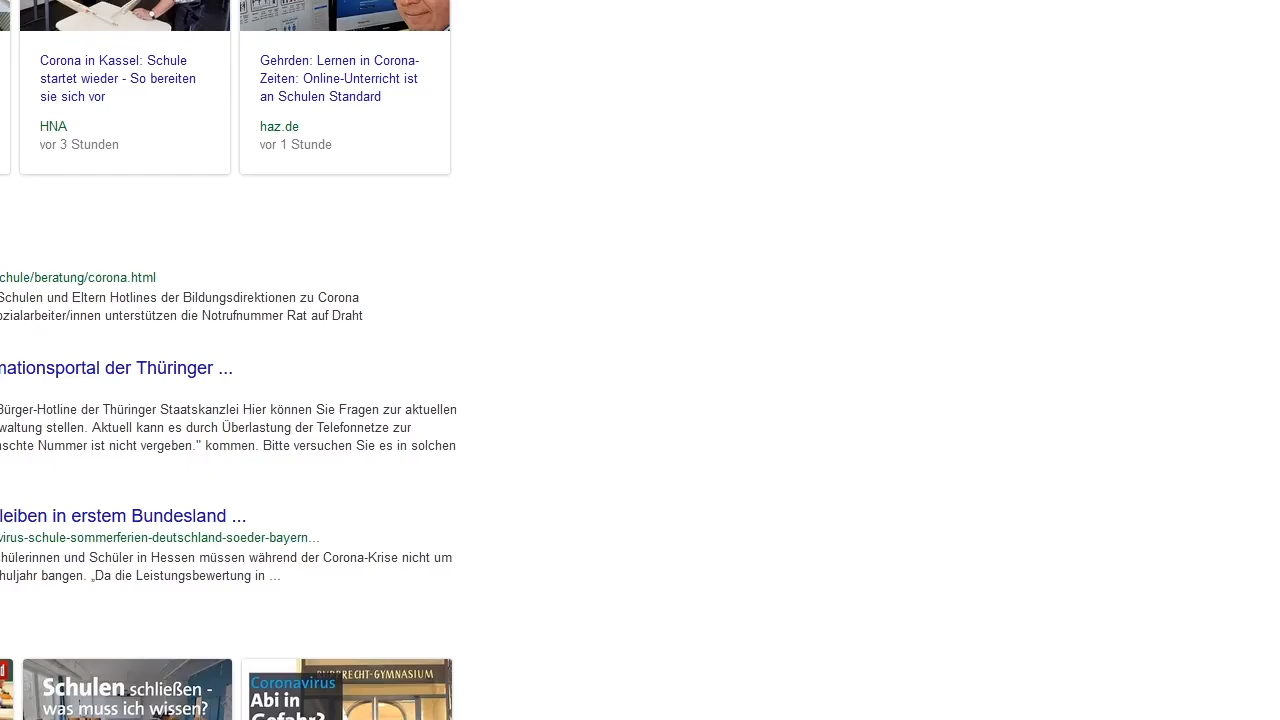 Corona in Kassel: Schule
startet wieder - So bereiten
sie sich vor
HNA
vor 3 Stunden
Gehrden: Lernen in Corona-
Zeiten: Online-Unterricht ist
an Schulen Standard
haz.de
vor 1 Stunde
chule/beratung/corona.html
Schulen und Eltern Hotlines der Bildungsdirektionen zu Corona
ozialarbeiter/innen unterstützen die Notrufnummer Rat auf Draht
mationsportal der Thüringer ...
Bürger-Hotline der Thüringer Staatskanzlei Hier können Sie Fragen zur aktuellen
waltung stellen. Aktuell kann es durch Überlastung der Telefonnetze zur
nschte Nummer ist nicht vergeben." kommen. Bitte versuchen Sie es in solchen
leiben in erstem Bundesland ...
virus-schule-sommerferien-deutschland-soeder-bayern...
hülerinnen und Schüler in Hessen müssen während der Corona-Krise nicht um
huljahr bangen. „Da die Leistungsbewertung in ...
Schulen schließen -
was muss ich wissen?
RUPRECHT-GYMNASIUM
Coronavirus
Abi in
Gefahr?